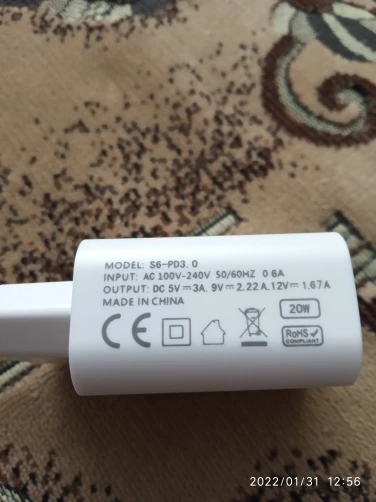 MODEL: S6-PD3.0
INPUT: AC 100V-240V 50/60HZ 0 6A
OUTPUT: DC 5V⎓3A. 9V⎓2.22A,12V⎓1.67A
MADE IN CHINA
20W
CE
RoHS
COMPLIANT
2022/01/31 12:56